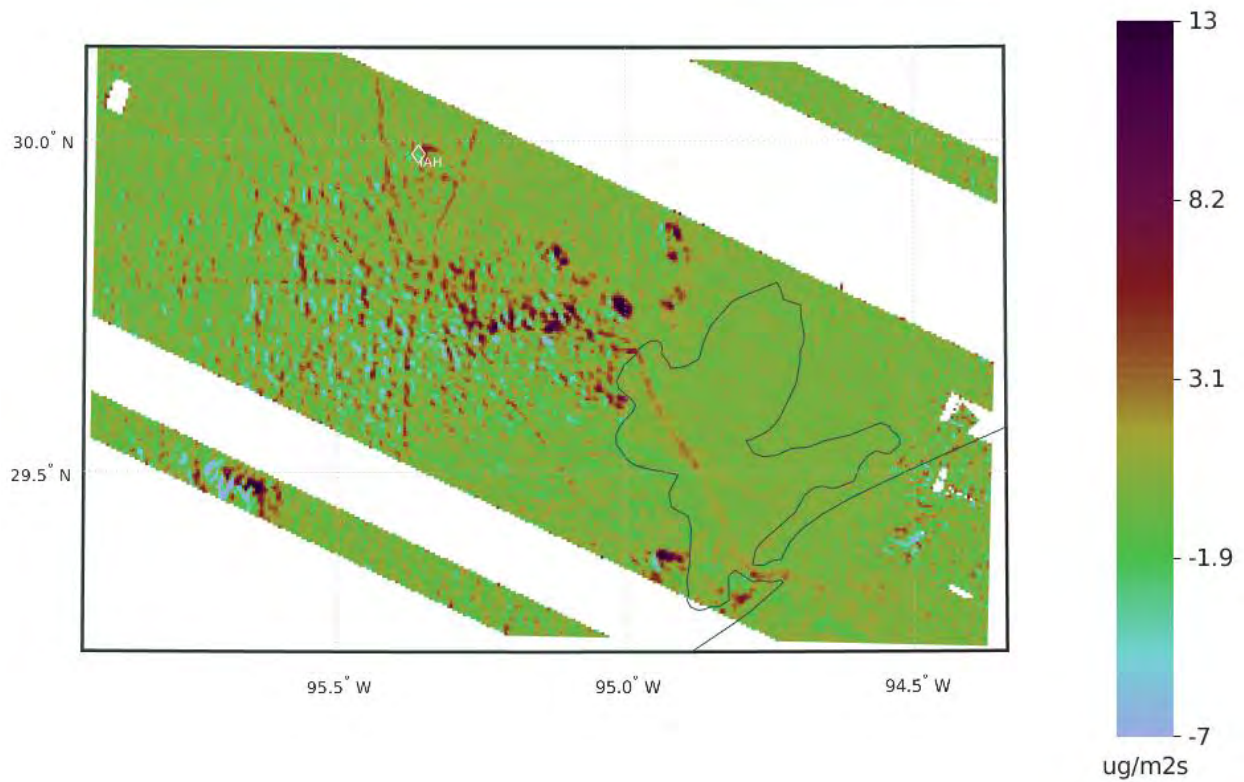 13
30.0° N
IAH
8.2
3.1
29.5° N
-1.9
95.5° W
95.0° W
94.5° W
-7
ug/m2s